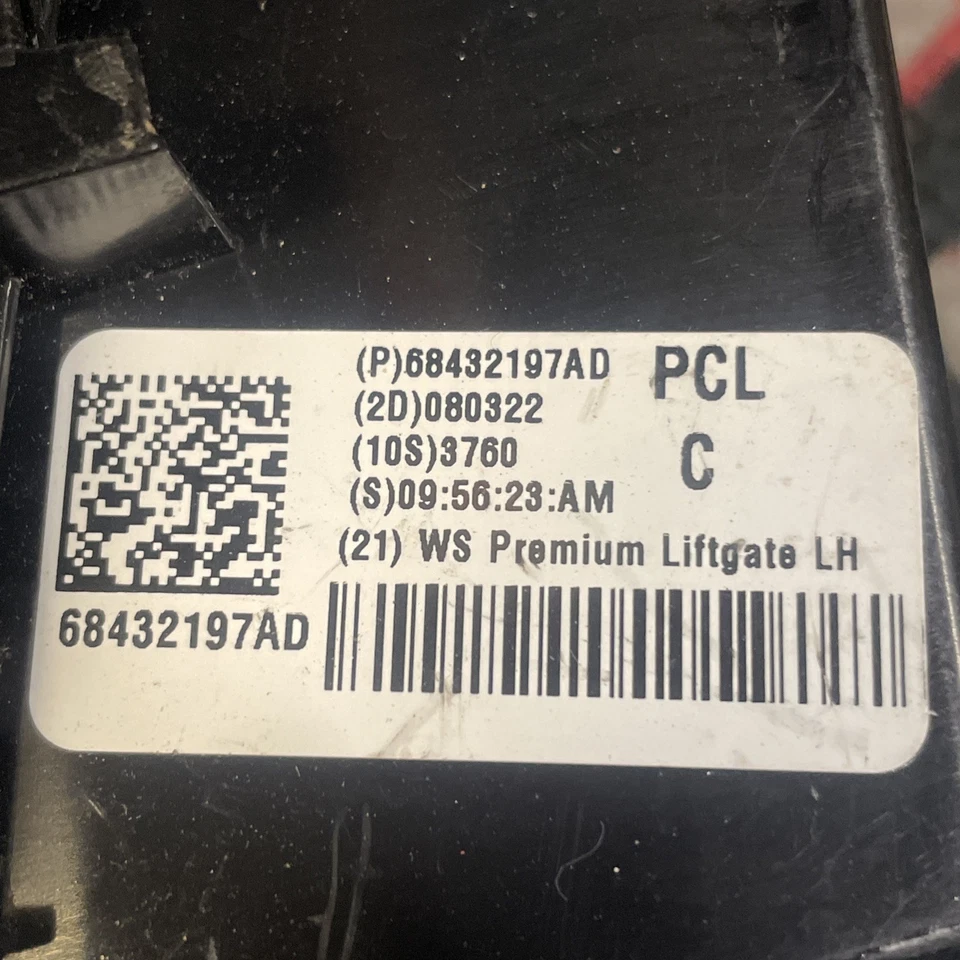 (P)68432197AD PCL
(2D)080322
(10S)3760 C
(S)09:56:23:AM
(21) WS Premium Liftgate LH
68432197AD